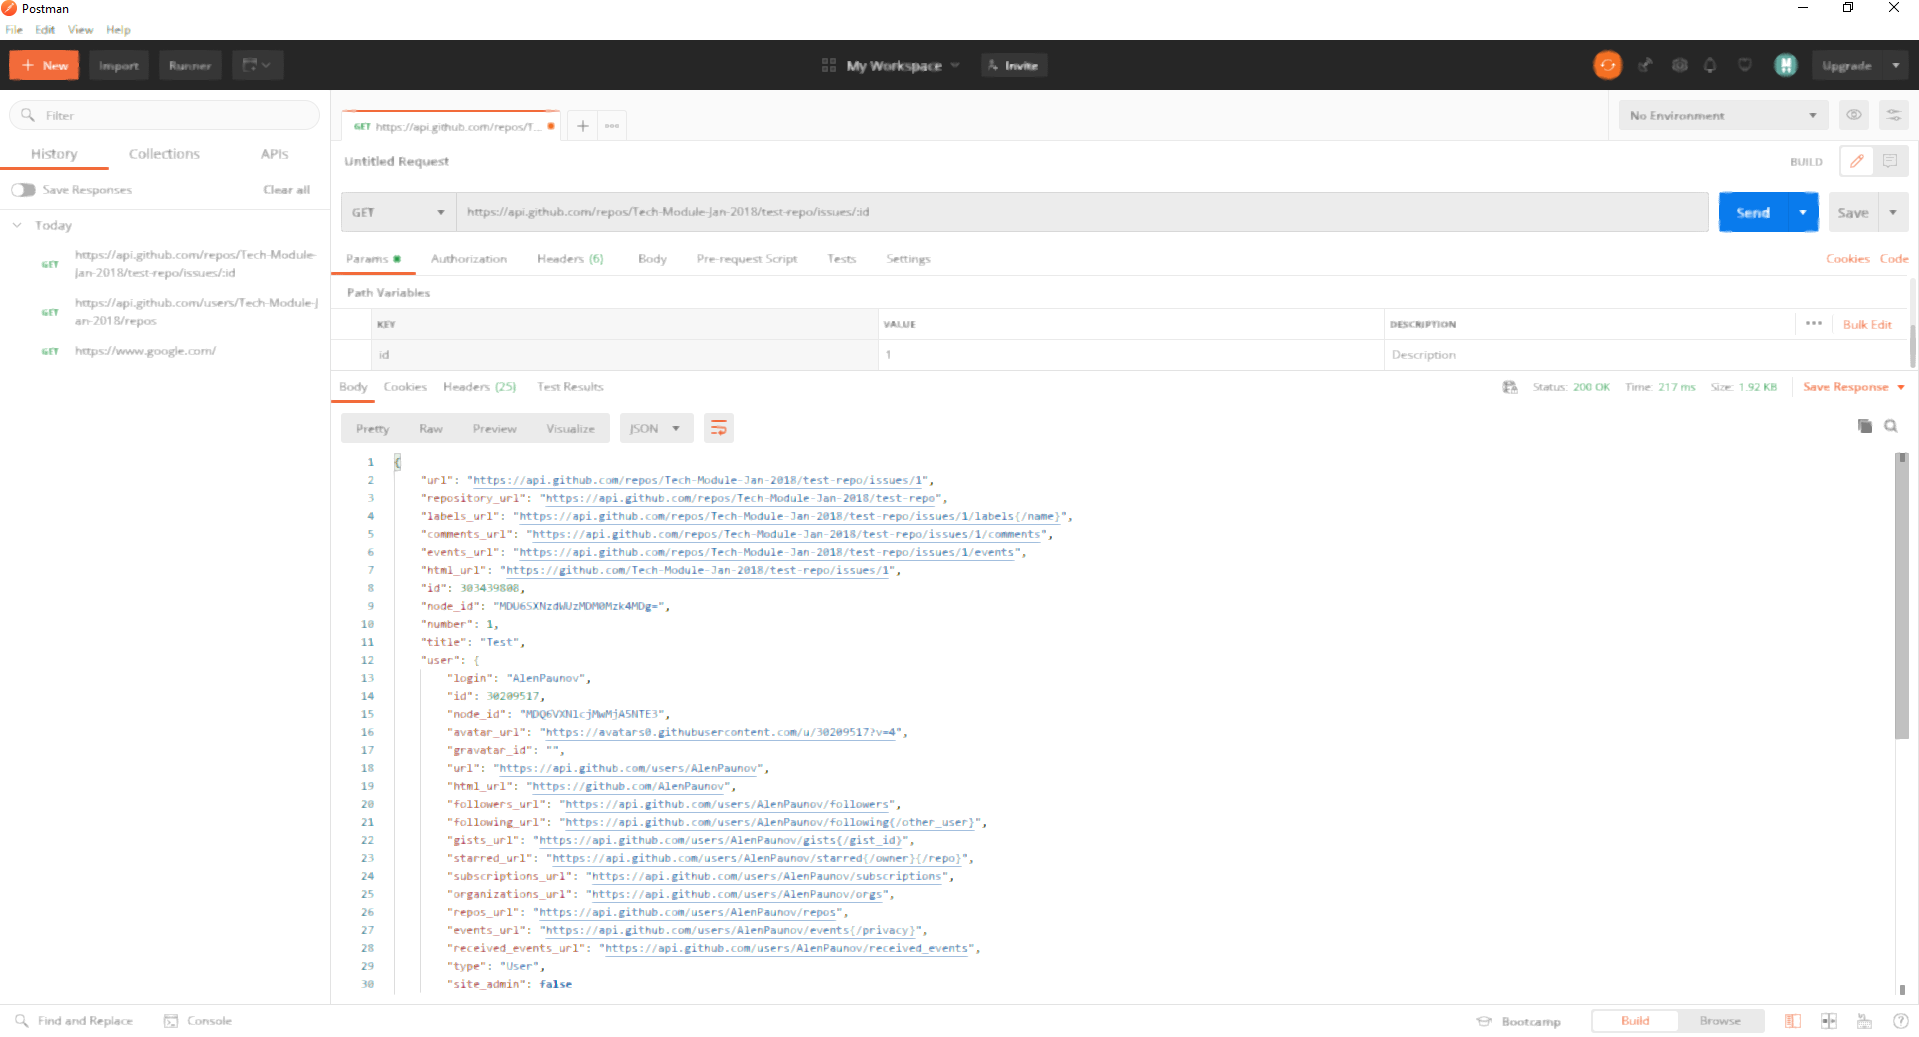 Postman
File Edit View Help
+ New Import Runner My Workspace Invite Upgrade
Filter
History Collections APIs
Save Responses Clear all
Today
GET https://api.github.com/repos/Tech-Module-
Jan-2018/test-repo/issues/:id
GET https://api.github.com/users/Tech-Module-J
an-2018/repos
GET https://www.google.com/
GET https://api.github.com/repos/T...
No Environment
Untitled Request
BUILD
GET https://api.github.com/repos/Tech-Module-Jan-2018/test-repo/issues/:id
Send Save
Params Authorization Headers (6) Body Pre-request Script Tests Settings Cookies Code
Path Variables
KEY VALUE DESCRIPTION Bulk Edit
id 1 Description
Body Cookies Headers (25) Test Results Status: 200 OK Time: 217 ms Size: 1.92 KB Save Response
Pretty Raw Preview Visualize JSON
1 {
2 "url": "https://api.github.com/repos/Tech-Module-Jan-2018/test-repo/issues/1",
3 "repository_url": "https://api.github.com/repos/Tech-Module-Jan-2018/test-repo",
4 "labels_url": "https://api.github.com/repos/Tech-Module-Jan-2018/test-repo/issues/1/labels{/name}",
5 "comments_url": "https://api.github.com/repos/Tech-Module-Jan-2018/test-repo/issues/1/comments",
6 "events_url": "https://api.github.com/repos/Tech-Module-Jan-2018/test-repo/issues/1/events",
7 "html_url": "https://github.com/Tech-Module-Jan-2018/test-repo/issues/1",
8 "id": 303439808,
9 "node_id": "MDU6SXNzdWUzMDM0Mzk4MDg=",
10 "number": 1,
11 "title": "Test",
12 "user": {
13 "login": "AlenPaunov",
14 "id": 30209517,
15 "node_id": "MDQ6VXNlcjMwMjA5NTE3",
16 "avatar_url": "https://avatars0.githubusercontent.com/u/30209517?v=4",
17 "gravatar_id": "",
18 "url": "https://api.github.com/users/AlenPaunov",
19 "html_url": "https://github.com/AlenPaunov",
20 "followers_url": "https://api.github.com/users/AlenPaunov/followers",
21 "following_url": "https://api.github.com/users/AlenPaunov/following{/other_user}",
22 "gists_url": "https://api.github.com/users/AlenPaunov/gists{/gist_id}",
23 "starred_url": "https://api.github.com/users/AlenPaunov/starred{/owner}{/repo}",
24 "subscriptions_url": "https://api.github.com/users/AlenPaunov/subscriptions",
25 "organizations_url": "https://api.github.com/users/AlenPaunov/orgs",
26 "repos_url": "https://api.github.com/users/AlenPaunov/repos",
27 "events_url": "https://api.github.com/users/AlenPaunov/events{/privacy}",
28 "received_events_url": "https://api.github.com/users/AlenPaunov/received_events",
29 "type": "User",
30 "site_admin": false
Find and Replace Console Bootcamp Build Browse